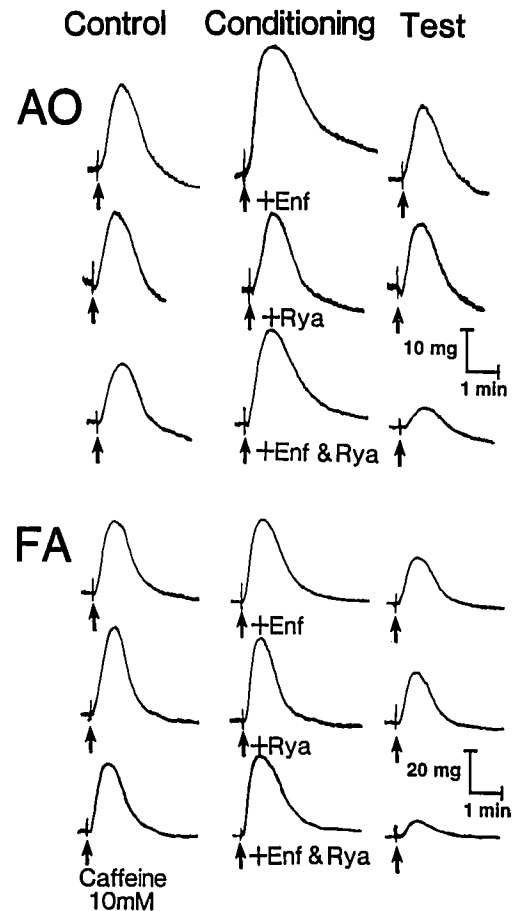 Control Conditioning Test
AO
+Enf
+Rya
10 mg
1 min
+Enf & Rya
FA
+Enf
+Rya
20 mg
1 min
+Enf & Rya
Caffeine
10mM